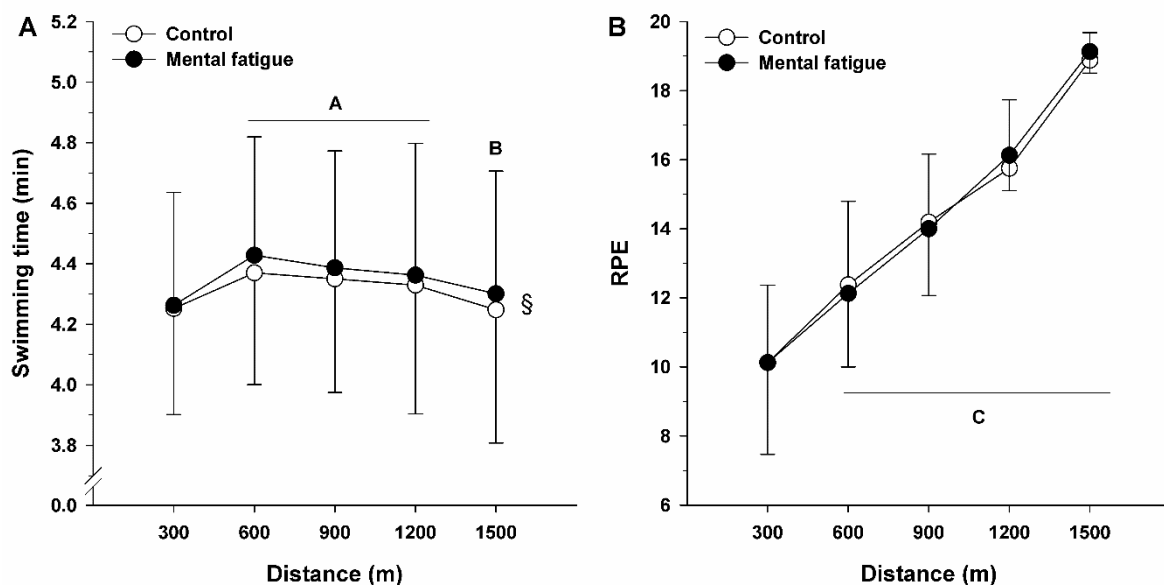 A
Control
Mental fatigue
5.2
5.0
4.8
4.6
4.4
4.2
4.0
3.8
0.0
Swimming time (min)
A
B
§
300 600 900 1200 1500
Distance (m)
B
Control
Mental fatigue
20
18
16
14
12
10
8
6
RPE
C
300 600 900 1200 1500
Distance (m)